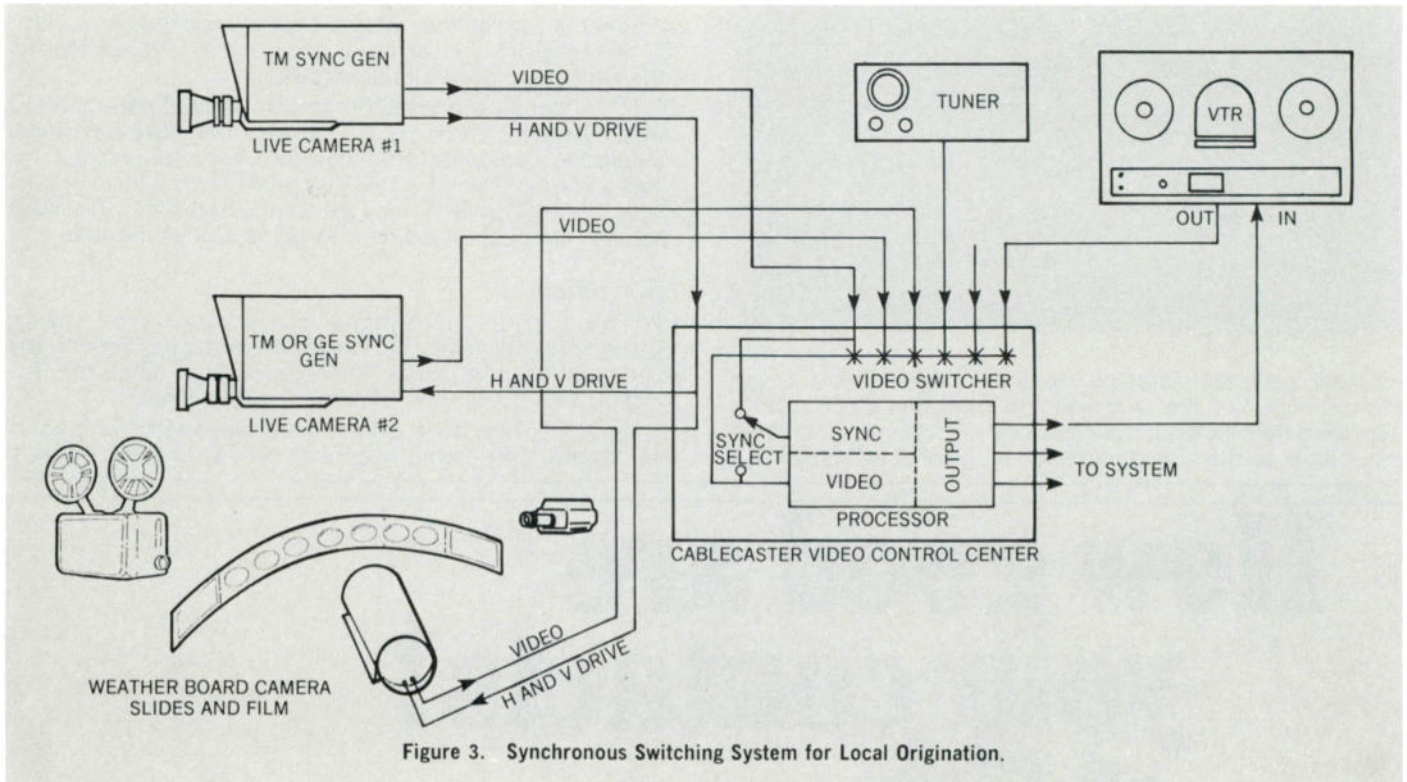 TM SYNC GEN
LIVE CAMERA #1
VIDEO
H AND V DRIVE
TUNER
VTR
OUT
IN
VIDEO
TM OR GE SYNC
GEN
LIVE CAMERA #2
H AND V DRIVE
VIDEO SWITCHER
SYNC
SELECT
SYNC
VIDEO
OUTPUT
PROCESSOR
TO SYSTEM
CABLECASTER VIDEO CONTROL CENTER
WEATHER BOARD CAMERA
SLIDES AND FILM
VIDEO
H AND V DRIVE
Figure 3. Synchronous Switching System for Local Origination.